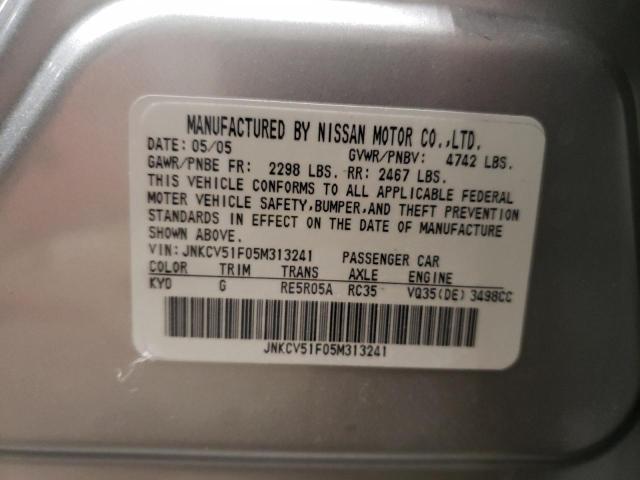 MANUFACTURED BY NISSAN MOTOR CO.,LTD.
DATE: 05/05 GVWR/PNBV: 4742 LBS.
GAWR/PNBE FR: 2298 LBS. RR: 2467 LBS.
THIS VEHICLE CONFORMS TO ALL APPLICABLE FEDERAL
MOTOR VEHICLE SAFETY,BUMPER,AND THEFT PREVENTION
STANDARDS IN EFFECT ON THE DATE OF MANUFACTURE
SHOWN ABOVE.
VIN:JNKCV51F05M313241 PASSENGER CAR
COLOR TRIM TRANS AXLE ENGINE
KY0 G RE5R05A RC35 VQ35(DE)3498CC
JNKCV51F05M313241